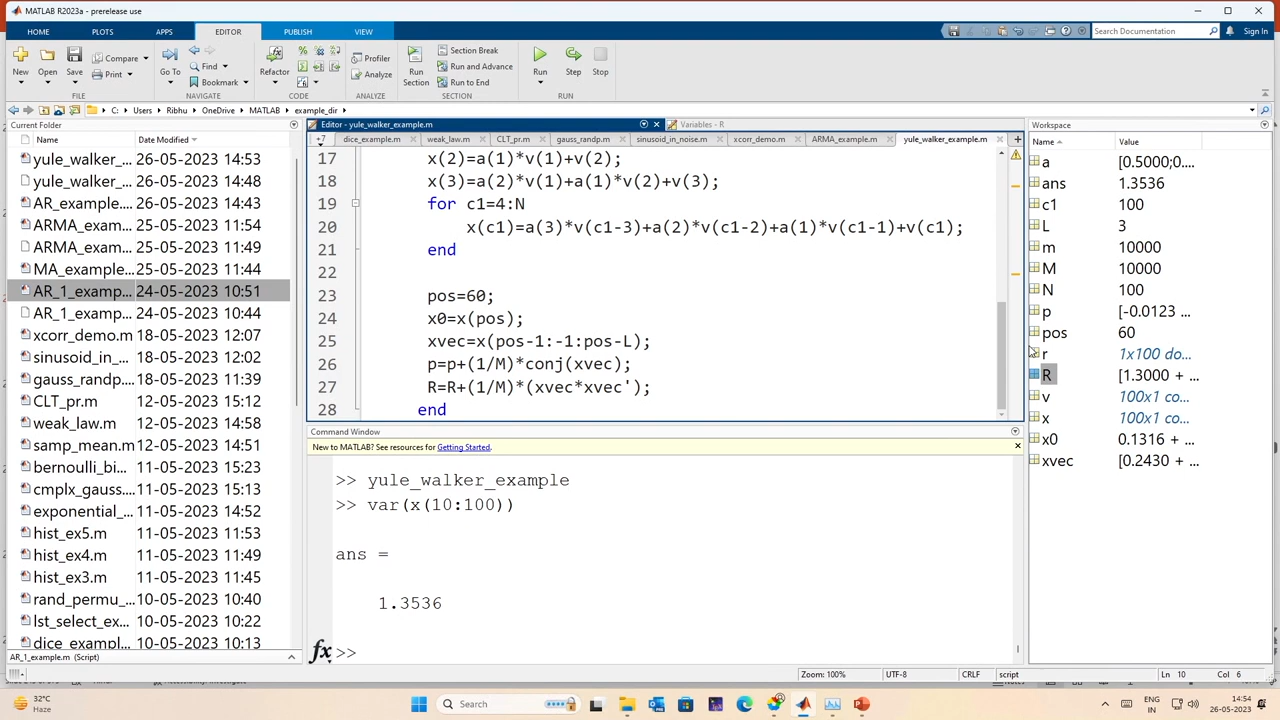 MATLAB R2023a - prerelease use
HOME PLOTS APPS EDITOR PUBLISH VIEW
Search Documentation Sign In
New Open Save Compare Print
Go To Find Bookmark
Refactor
Profiler Analyze
Run Section Section Break Run and Advance Run to End
Run Step Stop
FILE NAVIGATE CODE ANALYZE SECTION RUN
C: Users Ribhu OneDrive MATLAB example_dir
Current Folder
Name Date Modified
yule_walker_... 26-05-2023 14:53
yule_walker_... 26-05-2023 14:48
AR_example.... 26-05-2023 14:43
ARMA_exam... 25-05-2023 11:54
ARMA_exam... 25-05-2023 11:49
MA_example... 25-05-2023 11:44
AR_1_examp... 24-05-2023 10:51
AR_1_examp... 24-05-2023 10:44
xcorr_demo.m 18-05-2023 12:07
sinusoid_in_... 18-05-2023 12:02
gauss_randp... 18-05-2023 11:39
CLT_pr.m 12-05-2023 15:04
weak_law.m 12-05-2023 14:58
samp_mean.m 12-05-2023 14:51
bernoulli_bi... 11-05-2023 15:23
cmplx_gauss... 11-05-2023 15:13
exponential_... 11-05-2023 14:52
hist_ex5.m 11-05-2023 11:53
hist_ex4.m 11-05-2023 11:49
hist_ex3.m 11-05-2023 11:45
rand_permu_... 10-05-2023 10:40
lst_select_ex... 10-05-2023 10:22
dice_exampl... 10-05-2023 10:13
AR_1_example.m (Script)
Editor - yule_walker_example.m Variables - R
+7 dice_example.m weak_law.m CLT_pr.m gauss_randp.m sinusoid_in_noise.m xcorr_demo.m ARMA_example.m yule_walker_example.m
17 x(2)=a(1)*v(1)+v(2);
18 x(3)=a(2)*v(1)+a(1)*v(2)+v(3);
19 for c1=4:N
20 x(c1)=a(3)*v(c1-3)+a(2)*v(c1-2)+a(1)*v(c1-1)+v(c1);
21 end
22
23 pos=60;
24 x0=x(pos);
25 xvec=x(pos-1:-1:pos-L);
26 p=p+(1/M)*conj(xvec);
27 R=R+(1/M)*(xvec*xvec');
28 end
Command Window
New to MATLAB? See resources for Getting Started.
>> yule_walker_example
>> var(x(10:100))
ans =
1.3536
fx >>
Workspace
Name Value
a [0.5000;0....
ans 1.3536
c1 100
L 3
m 10000
M 10000
N 100
p [-0.0123 ...
pos 60
r 1x100 do...
R [1.3000 + ...
v 100x1 co...
x 100x1 co...
x0 0.1316 + ...
xvec [0.2430 + ...
Zoom: 100% UTF-8 CRLF script Ln 10 Col 6
32°C
Haze
Search
ENG
IN
14:54
26-05-2023